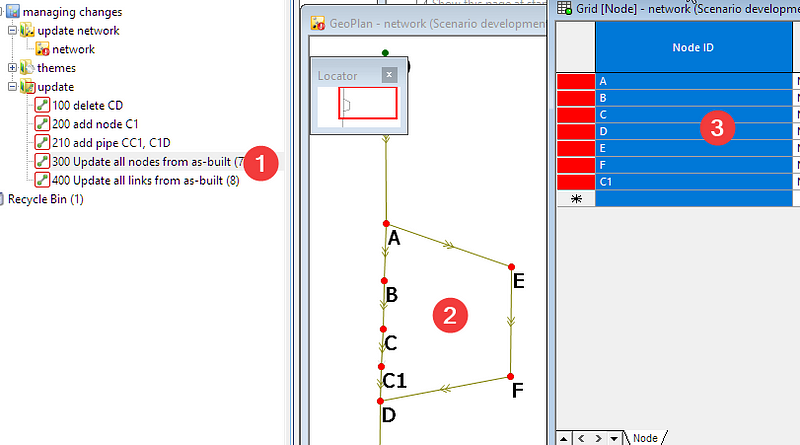 managing changes
update network
network
themes
update
100 delete CD
200 add node C1
210 add pipe CC1, C1D
300 Update all nodes from as-built (7
400 Update all links from as-built (8)
Recycle Bin (1)
1
GeoPlan - network (Scenario developmen
Locator
x
A
B
C
C1
D
E
F
2
Grid [Node] - network (Scenario develop
Node ID
A
B
C
D
E
F
C1
3
Node